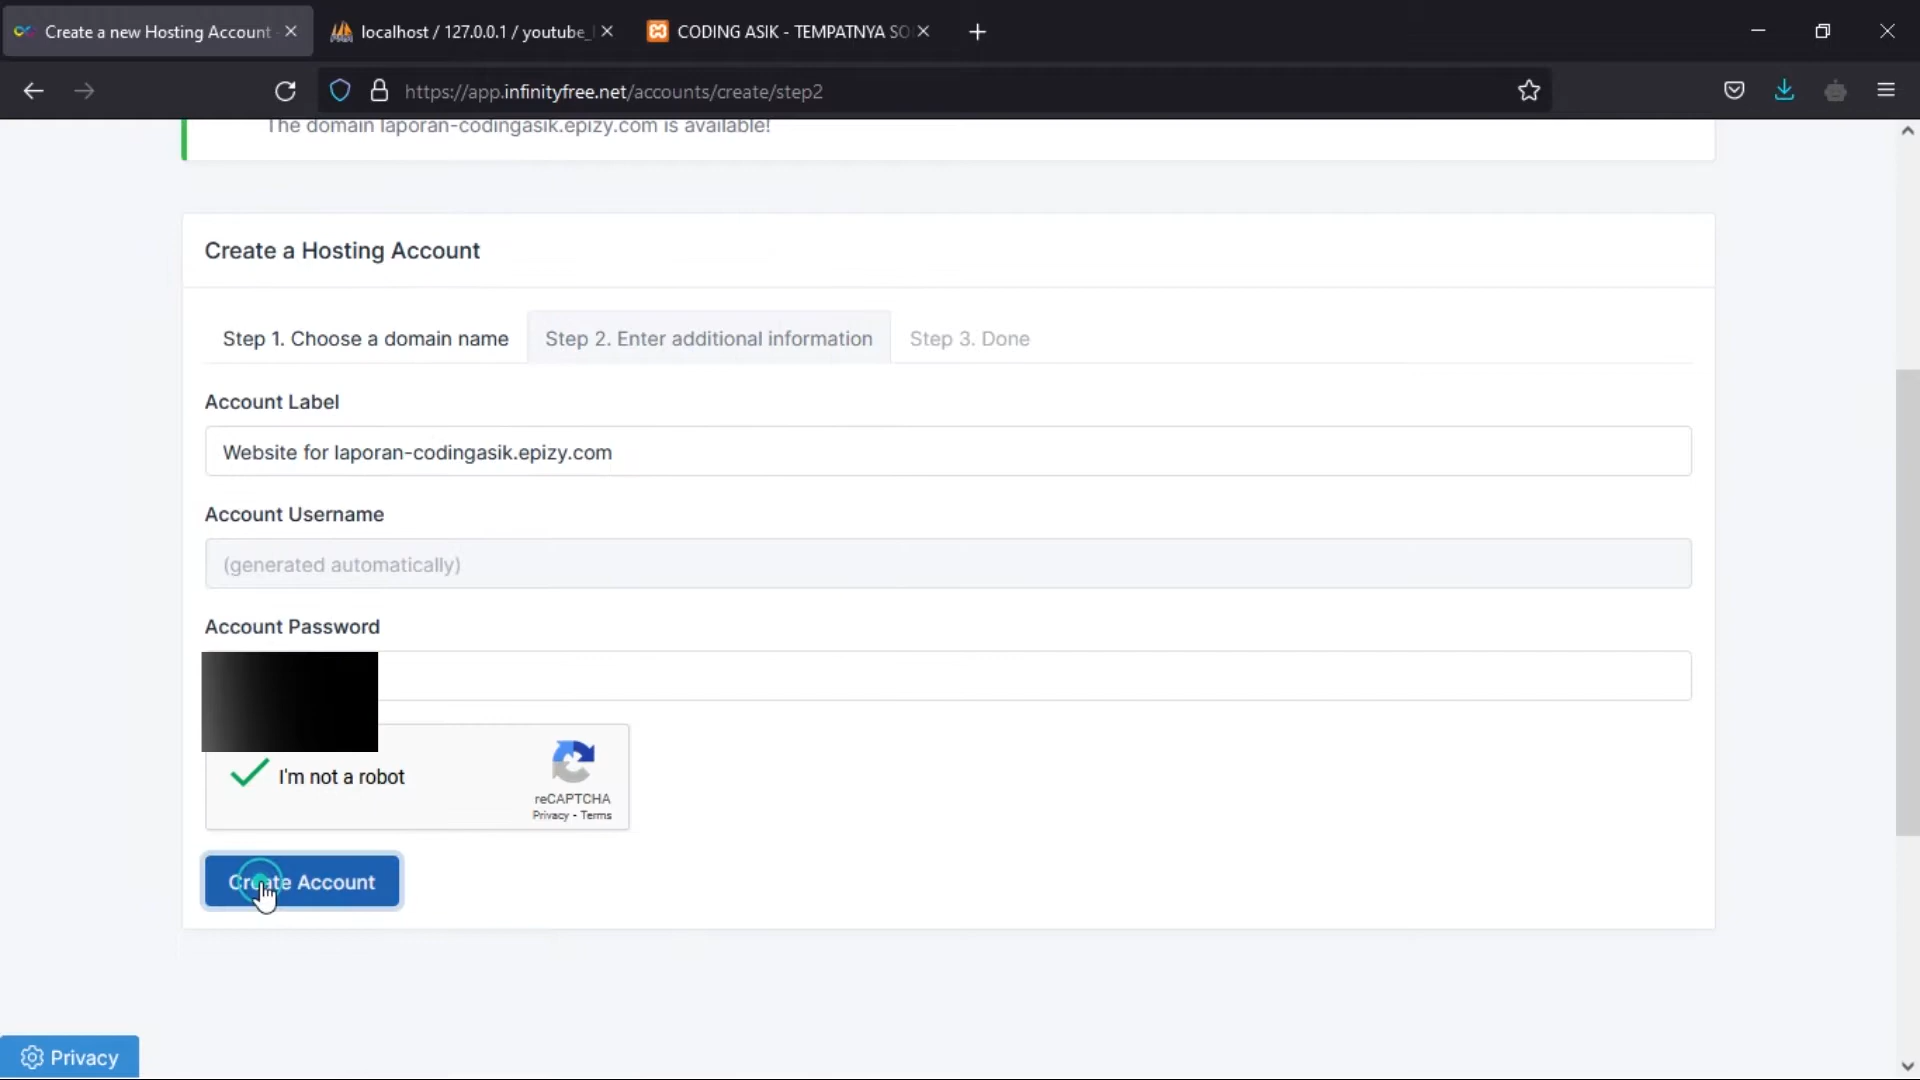 Create a new Hosting Account
localhost / 127.0.0.1 / youtube_
CODING ASIK - TEMPATNYA SO
https://app.infinityfree.net/accounts/create/step2
The domain laporan-codingasik.epizy.com is available!
Create a Hosting Account
Step 1. Choose a domain name
Step 2. Enter additional information
Step 3. Done
Account Label
Website for laporan-codingasik.epizy.com
Account Username
(generated automatically)
Account Password
I'm not a robot
reCAPTCHA
Privacy - Terms
Create Account
Privacy